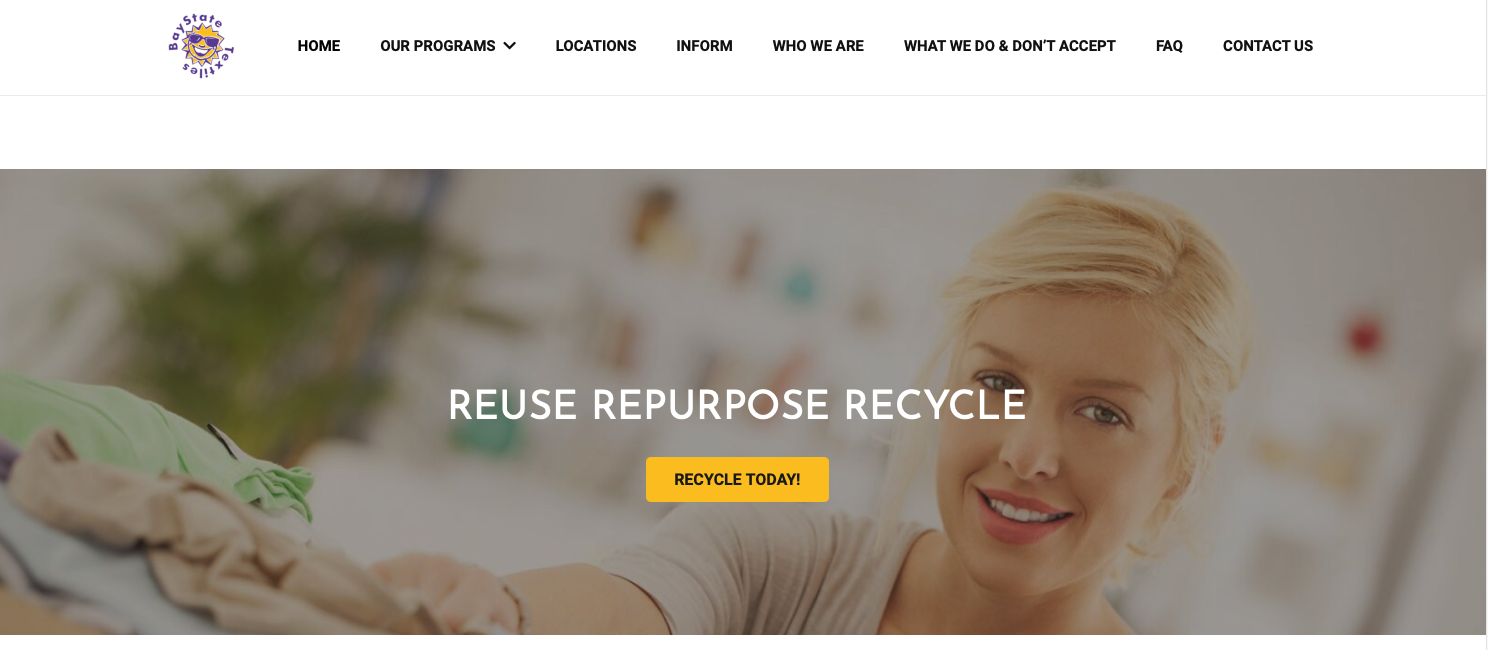 BayState Textiles
HOME OUR PROGRAMS LOCATIONS INFORM WHO WE ARE WHAT WE DO & DON’T ACCEPT FAQ CONTACT US
REUSE REPURPOSE RECYCLE
RECYCLE TODAY!